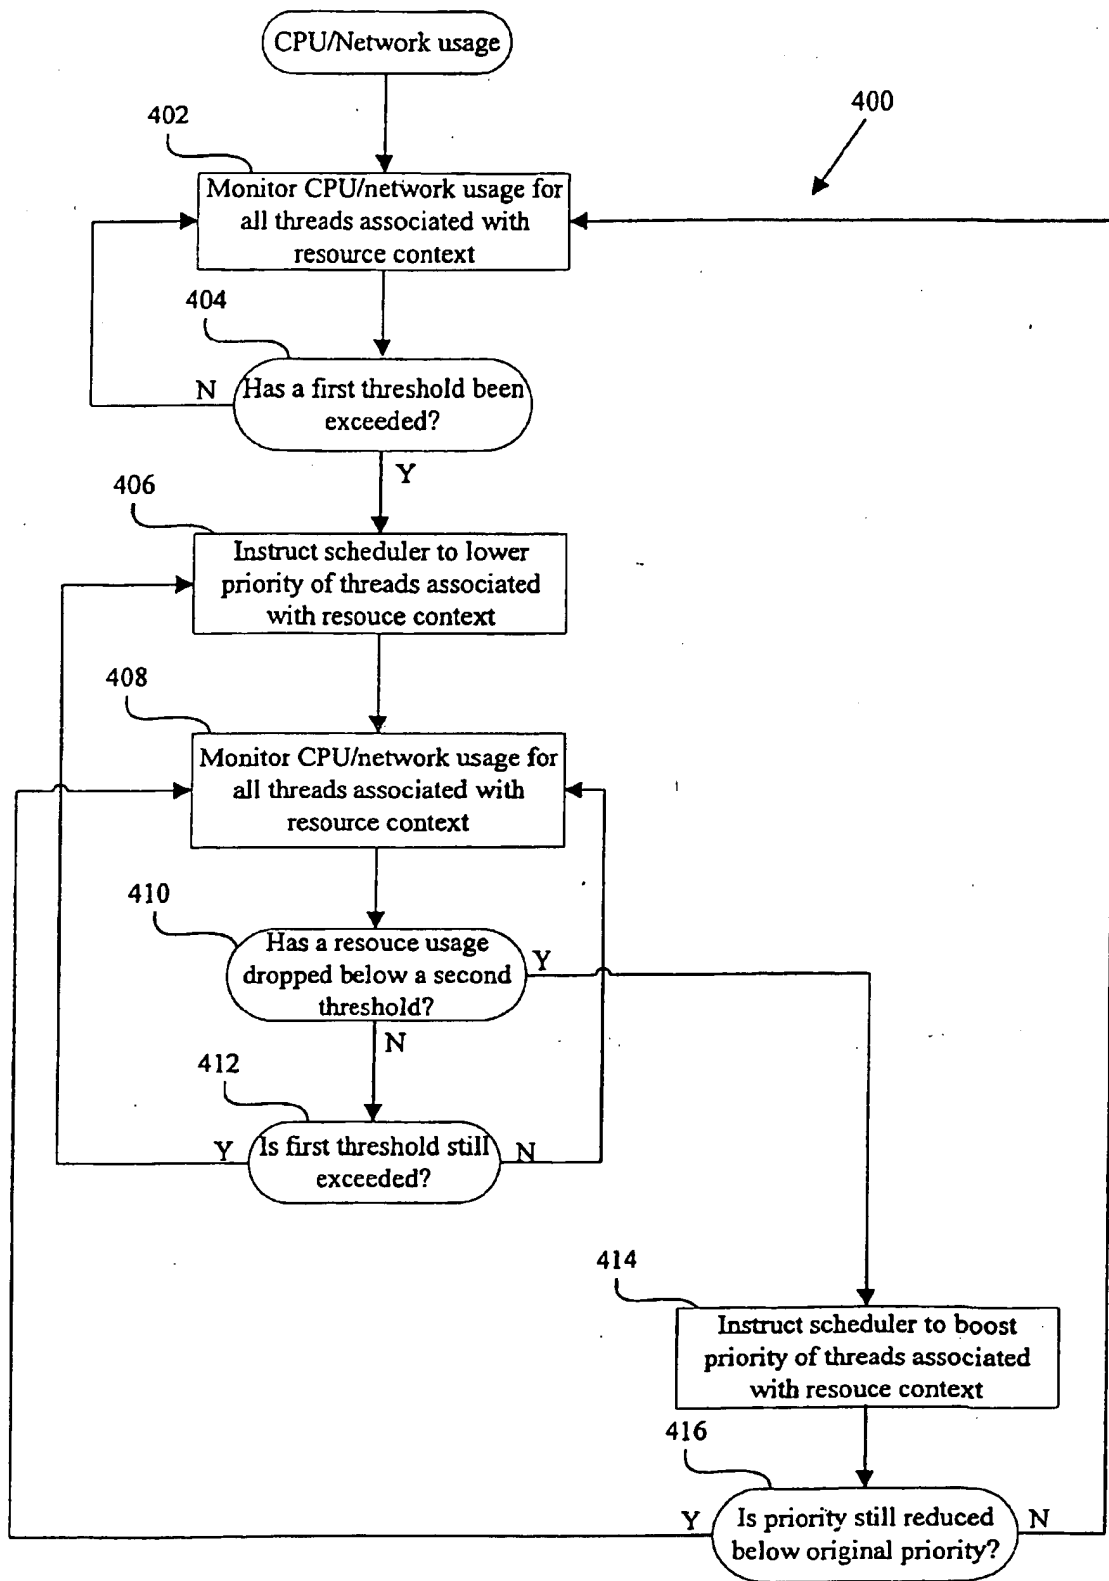 CPU/Network usage
400
402
Monitor CPU/network usage for
all threads associated with
resource context
404
N
Has a first threshold been
exceeded?
Y
406
Instruct scheduler to lower
priority of threads associated
with resouce context
408
Monitor CPU/network usage for
all threads associated with
resource context
410
Has a resouce usage
dropped below a second
threshold?
Y
N
412
Y
Is first threshold still
exceeded?
N
414
Instruct scheduler to boost
priority of threads associated
with resouce context
416
Y
Is priority still reduced
below original priority?
N